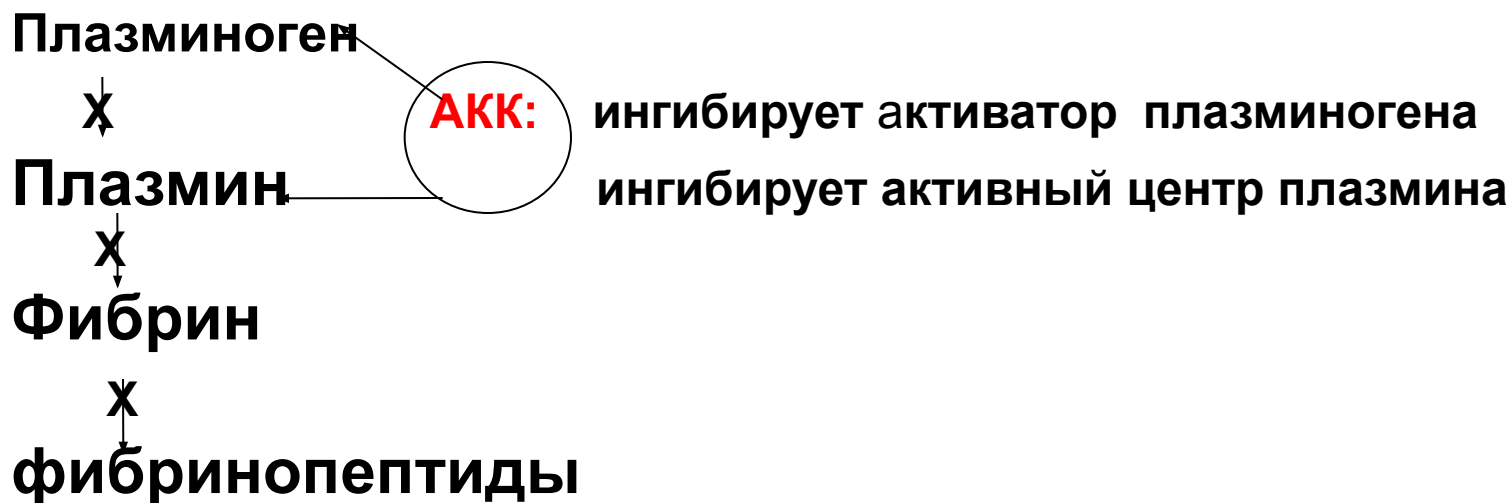 Плазминоген
Х АКК: ингибирует активатор плазминогена
Плазмин ингибирует активный центр плазмина
Х
Фибрин
Х
фибринопептиды